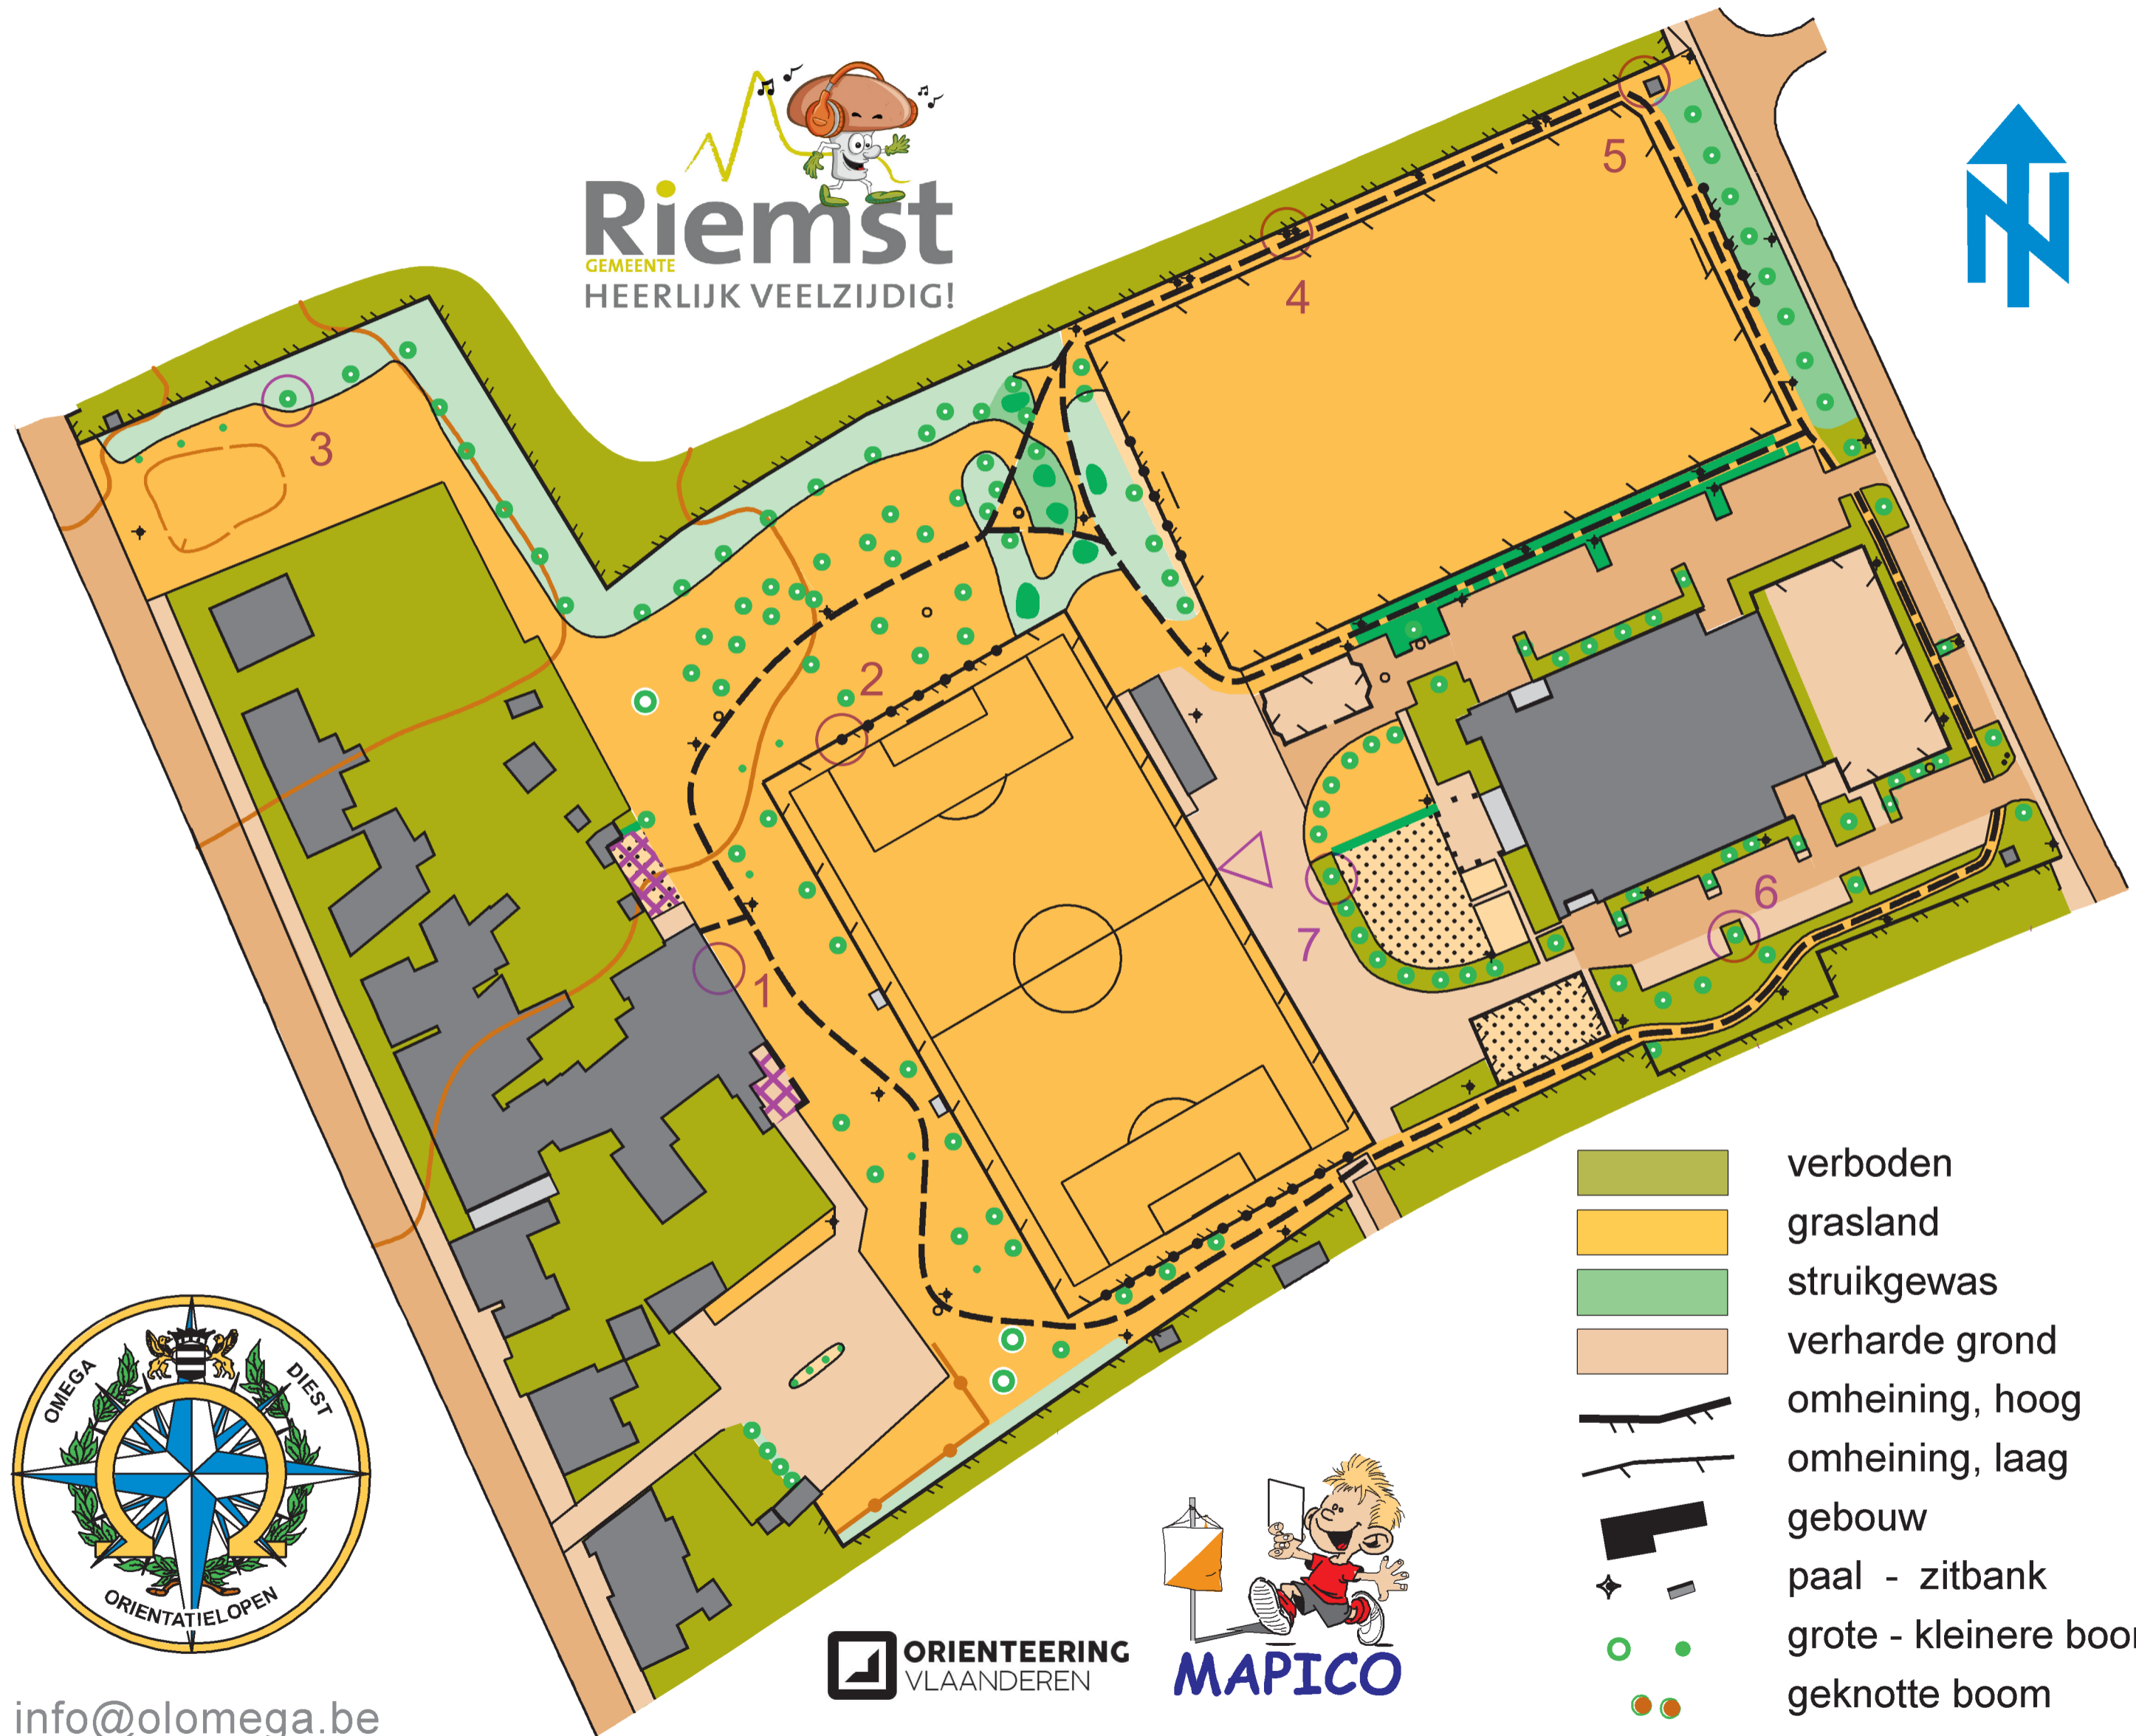 Riemst
GEMEENTE
HEERLIJK VEELZIJDIG!
N
5
4
3
2
1
6
7
verboden
grasland
struikgewas
verharde grond
omheining, hoog
omheining, laag
gebouw
paal - zitbank
grote - kleinere boom
geknotte boom
OMEGA DIEST
ORIENTATIELOPEN
ORIENTEERING
VLAANDEREN
MAPICO
info@olomega.be